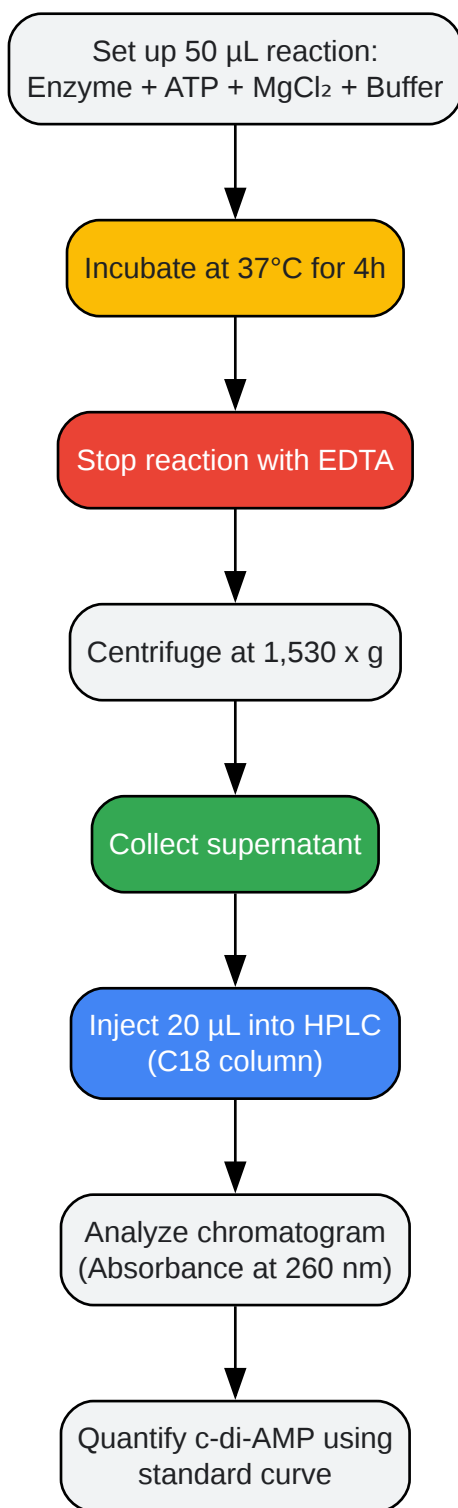 Set up 50 µL reaction:
Enzyme + ATP + MgCl₂ + Buffer
Incubate at 37°C for 4h
Stop reaction with EDTA
Centrifuge at 1,530 x g
Collect supernatant
Inject 20 µL into HPLC
(C18 column)
Analyze chromatogram
(Absorbance at 260 nm)
Quantify c-di-AMP using
standard curve